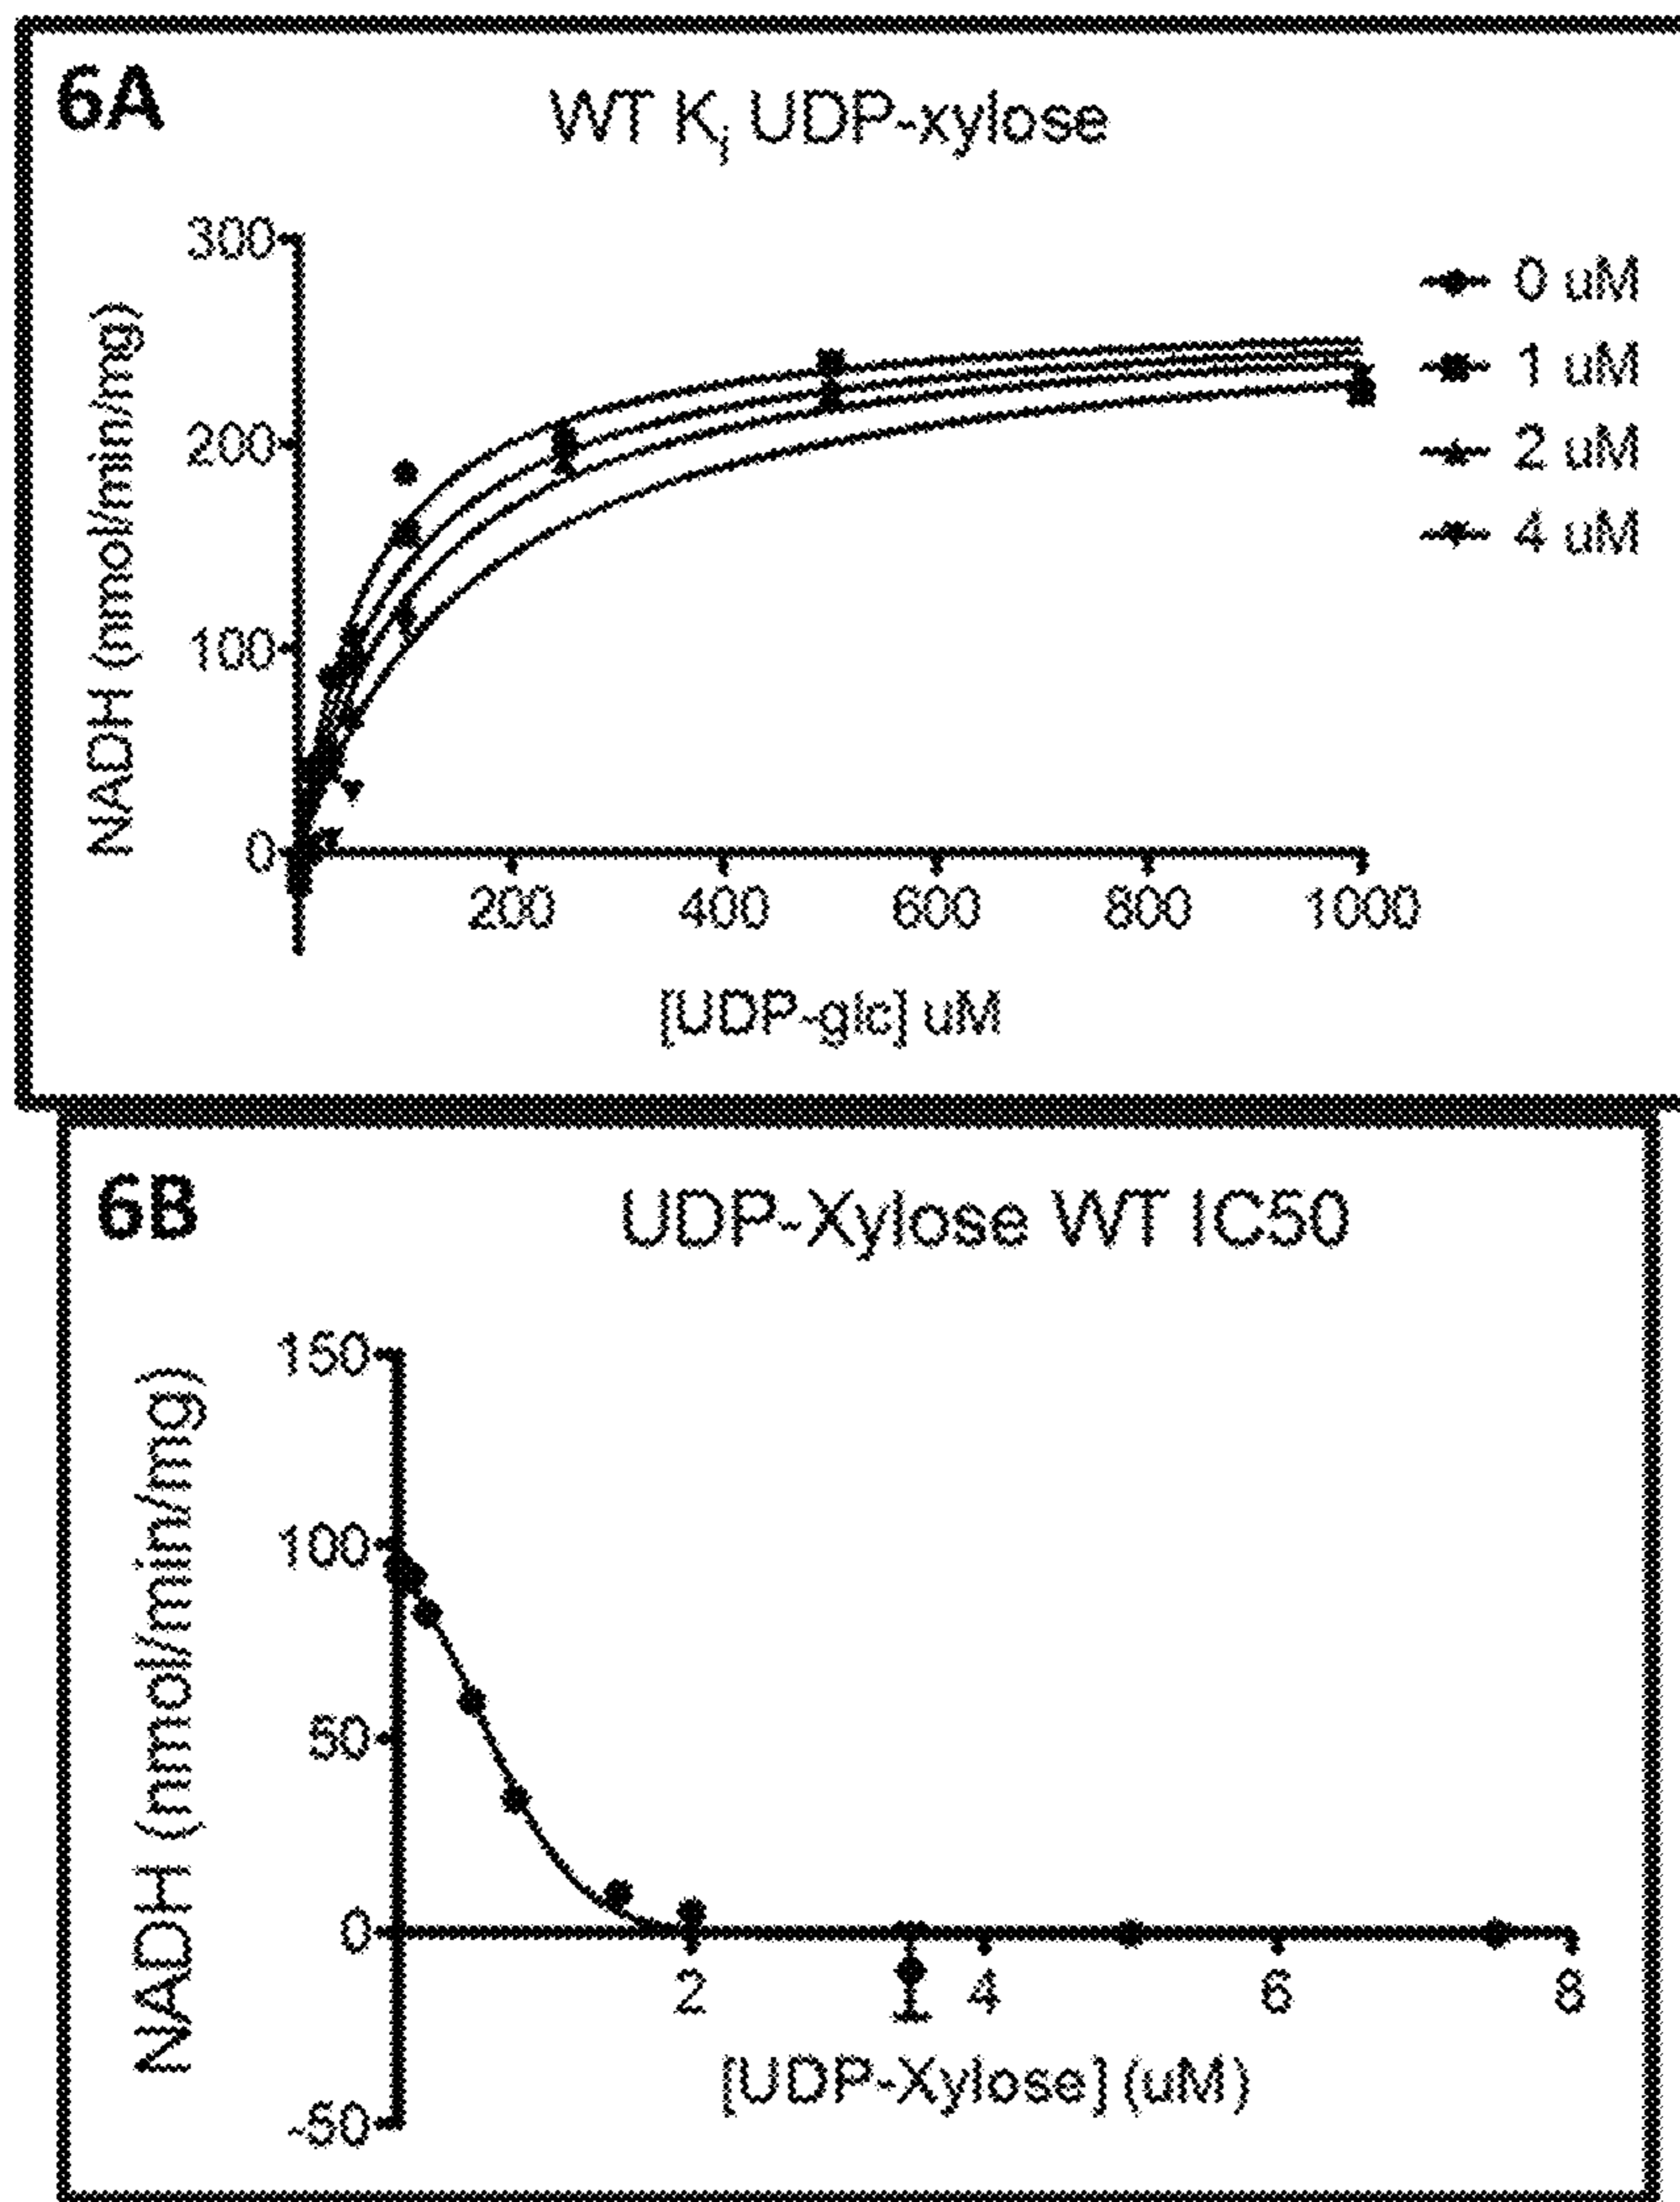 6A
WT Ki UDP-xylose
300
200
100
0
NADH (nmol/min/mg)
0 uM
1 uM
2 uM
4 uM
200 400 600 800 1000
[UDP-glc] uM
6B
UDP-Xylose WT IC50
150
100
50
0
-50
NADH (nmol/min/mg)
2 4 6 8
[UDP-Xylose] (uM)